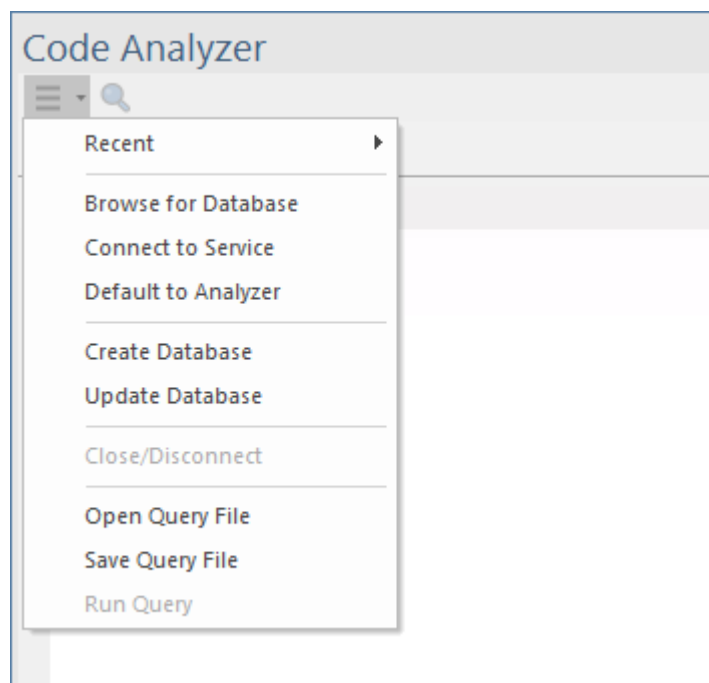 Code Analyzer
Recent
Browse for Database
Connect to Service
Default to Analyzer
Create Database
Update Database
Close/Disconnect
Open Query File
Save Query File
Run Query